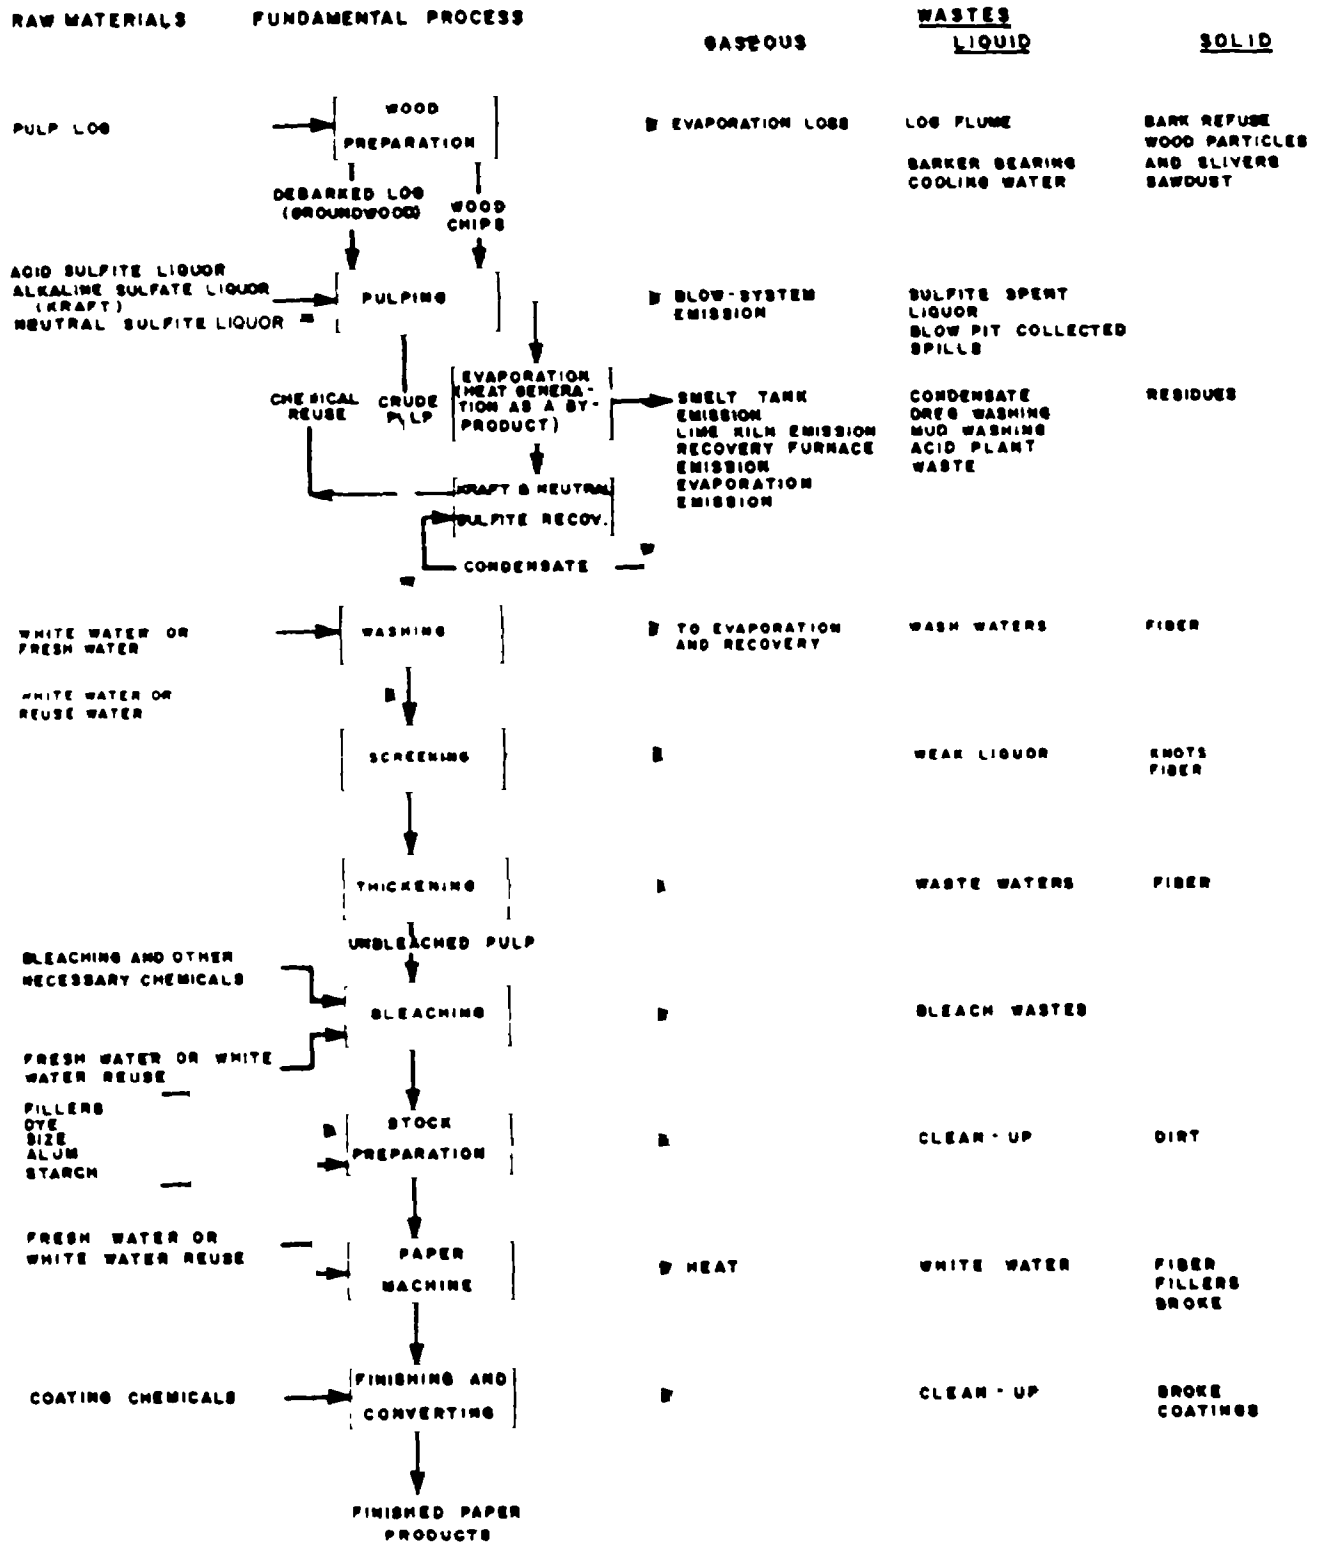 RAW MATERIALS FUNDAMENTAL PROCESS WASTES
GASEOUS LIQUID SOLID
PULP LOG
WOOD
PREPARATION
EVAPORATION LOSS
LOG FLUME
BARKER BEARING
COOLING WATER
BARK REFUSE
WOOD PARTICLES
AND SLIVERS
SAWDUST
DEBARKED LOG
(GROUNDWOOD)
WOOD
CHIPS
ACID SULFITE LIQUOR
ALKALINE SULFATE LIQUOR
(KRAFT)
NEUTRAL SULFITE LIQUOR
PULPING
BLOW-SYSTEM
EMISSION
SULFITE SPENT
LIQUOR
BLOW PIT COLLECTED
SPILLS
CHEMICAL
REUSE
CRUDE
PULP
EVAPORATION
(HEAT GENERA-
TION AS A BY-
PRODUCT)
SMELT TANK
EMISSION
LIME KILN EMISSION
RECOVERY FURNACE
EMISSION
EVAPORATION
EMISSION
CONDENSATE
DREG WASHING
MUD WASHING
ACID PLANT
WASTE
RESIDUES
KRAFT & NEUTRAL
SULFITE RECOV.
CONDENSATE
WHITE WATER OR
FRESH WATER
WASHING
TO EVAPORATION
AND RECOVERY
WASH WATERS
FIBER
WHITE WATER OR
REUSE WATER
SCREENING
WEAK LIQUOR
KNOTS
FIBER
THICKENING
WASTE WATERS
FIBER
UNBLEACHED PULP
BLEACHING AND OTHER
NECESSARY CHEMICALS
BLEACHING
BLEACH WASTES
FRESH WATER OR WHITE
WATER REUSE
FILLERS
DYE
SIZE
ALUM
STARCH
STOCK
PREPARATION
CLEAN-UP
DIRT
FRESH WATER OR
WHITE WATER REUSE
PAPER
MACHINE
HEAT
WHITE WATER
FIBER
FILLERS
BROKE
COATING CHEMICALS
FINISHING AND
CONVERTING
CLEAN-UP
BROKE
COATINGS
FINISHED PAPER
PRODUCTS